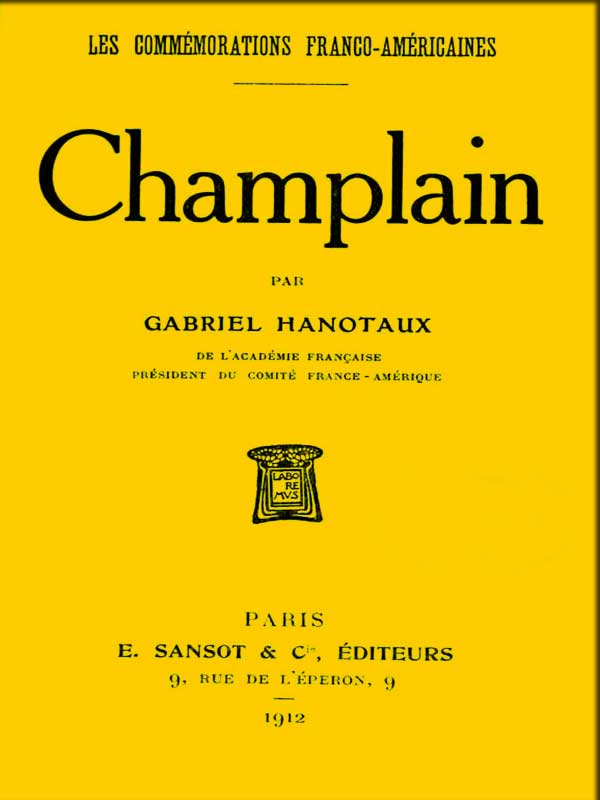 LES COMMÉMORATIONS FRANCO-AMÉRICAINES
Champlain
PAR
GABRIEL HANOTAUX
DE L'ACADÉMIE FRANÇAISE
PRÉSIDENT DU COMITÉ FRANCE-AMÉRIQUE
LABO
RE
MVS
PARIS
E. SANSOT & Cie, ÉDITEURS
9, RUE DE L'ÉPERON, 9
1912